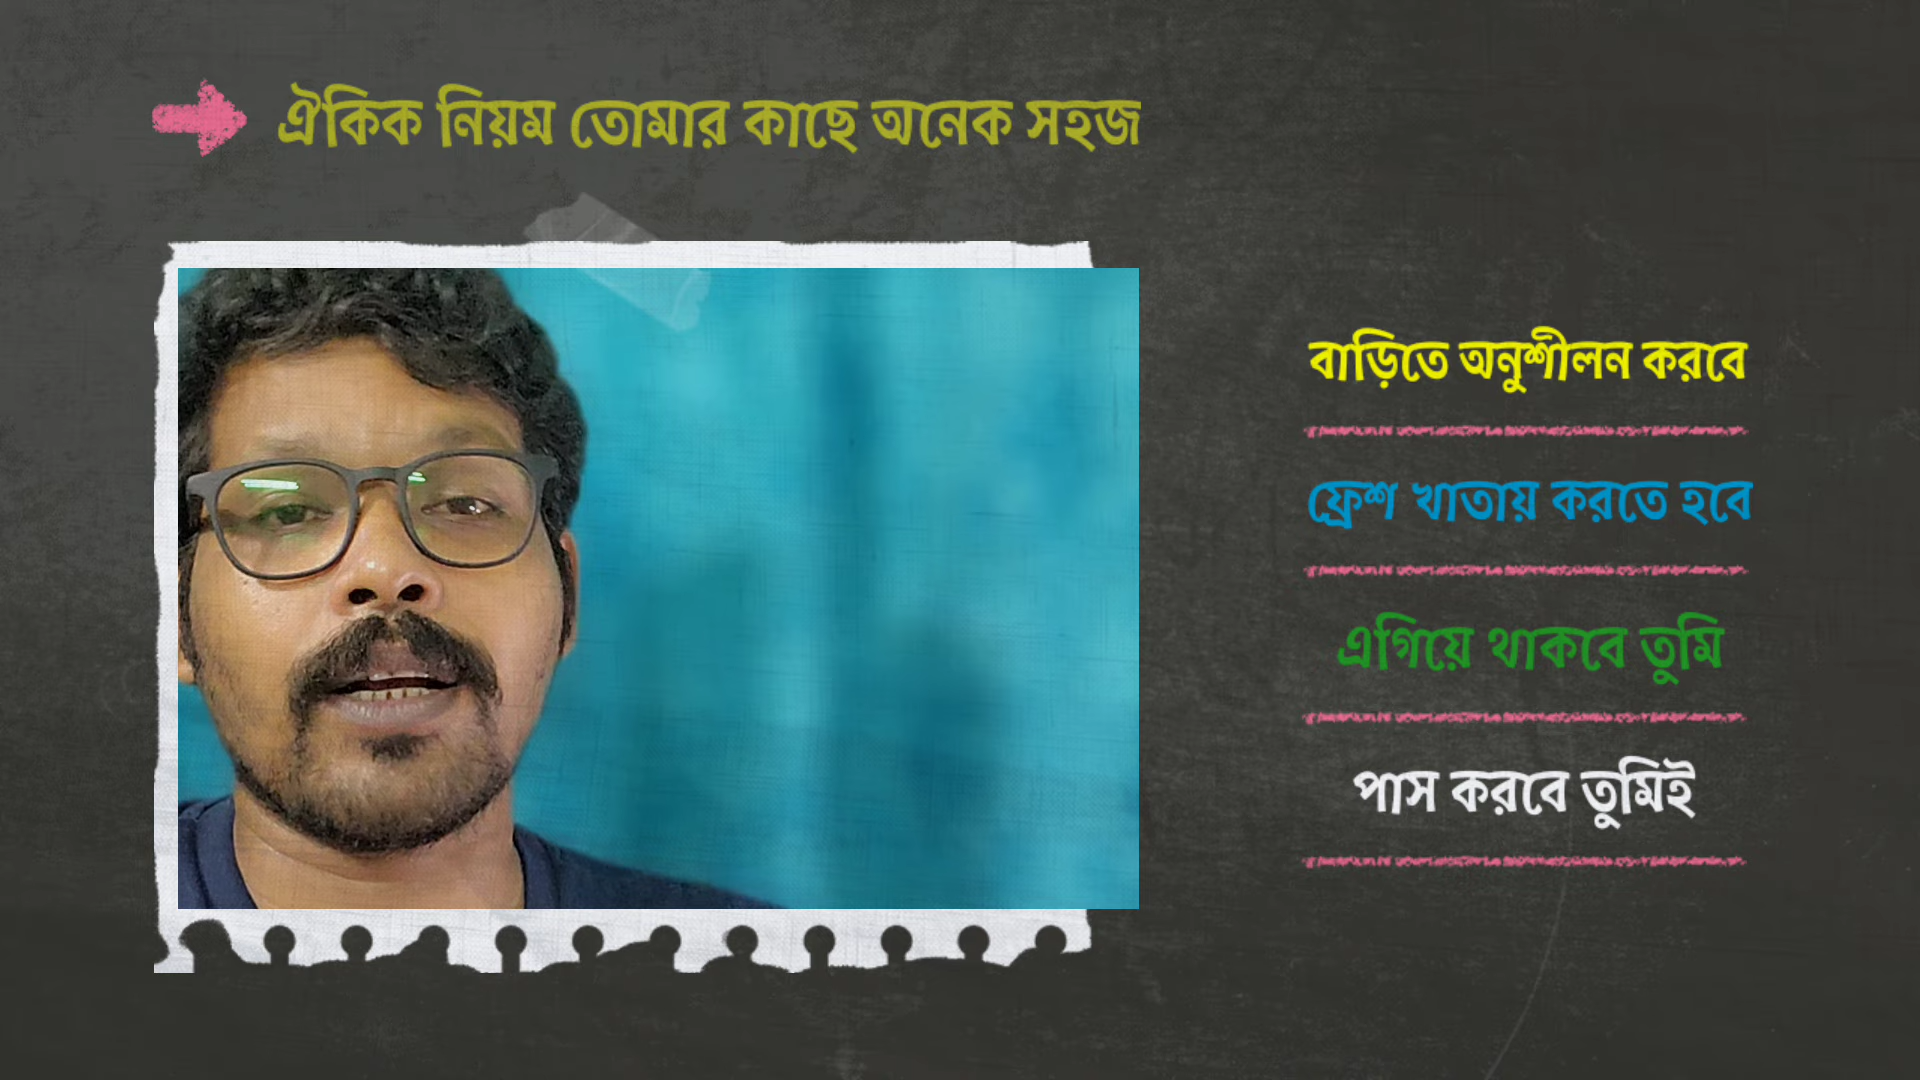 ঐকিক নিয়ম তোমার কাছে অনেক সহজ
বাড়িতে অনুশীলন করবে
ফ্রেশ খাতায় করতে হবে
এগিয়ে থাকবে তুমি
পাস করবে তুমিই